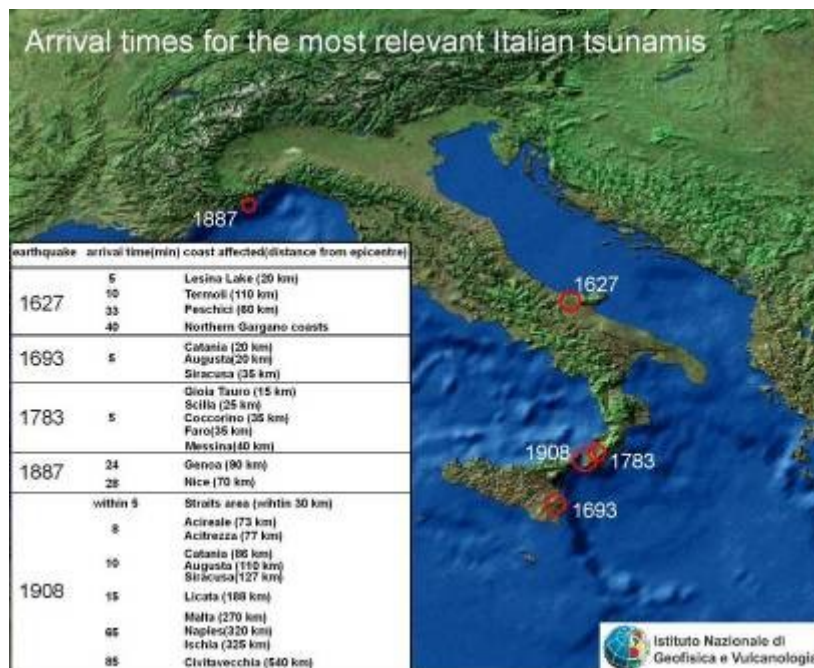 Arrival times for the most relevant Italian tsunamis
1887
1627
1908
1783
1693
earthquake arrival time(min) coast affected(distance from epicentre)
1627
5 Lesina Lake (20 km)
10 Termoli (110 km)
33 Peschici (60 km)
40 Northern Gargano coasts
1693
5
Catania (20 km)
Augusta(20 km)
Siracusa (35 km)
1783
5
Gioia Tauro (15 km)
Scilla (25 km)
Coccorino (35 km)
Faro(35 km)
Messina(40 km)
1887
24 Genoa (90 km)
28 Nice (70 km)
1908
within 5 Straits area (wihtin 30 km)
8
Acireale (73 km)
Acitrezza (77 km)
10
Catania (86 km)
Augusta (110 km)
Siracusa(127 km)
15 Licata (188 km)
65
Malta (270 km)
Naples(320 km)
Ischia (325 km)
85 Civitavecchia (540 km)
Istituto Nazionale di
Geofisica e Vulcanologia